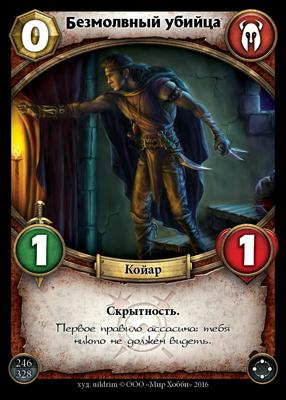 0
Безмолвный убийца
1
Койар
1
Скрытность.
Первое правило ассасина: тебя
никто не должен видеть.
246
328
худ. uildrim © ООО «Мир Хобби» 2016